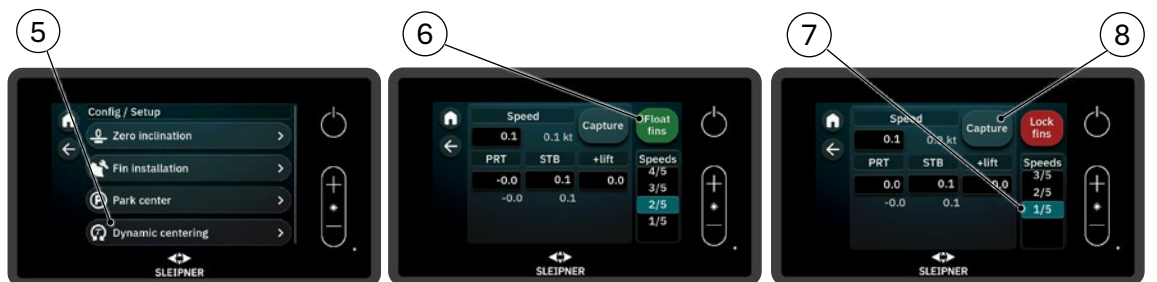 5
6
7
8
Config / Setup
Zero inclination
Fin installation
P Park center
Dynamic centering
SLEIPNER
Speed
0.1 0.1 kt
Capture
Float
fins
PRT STB +lift
-0.0 0.1 0.0
-0.0 0.1
Speeds
4/5
3/5
2/5
1/5
SLEIPNER
Speed
0.1
kt
Capture
Lock
fins
PRT STB +lift
0.0 0.1 0.0
-0.0 0.1
Speeds
3/5
2/5
1/5
SLEIPNER